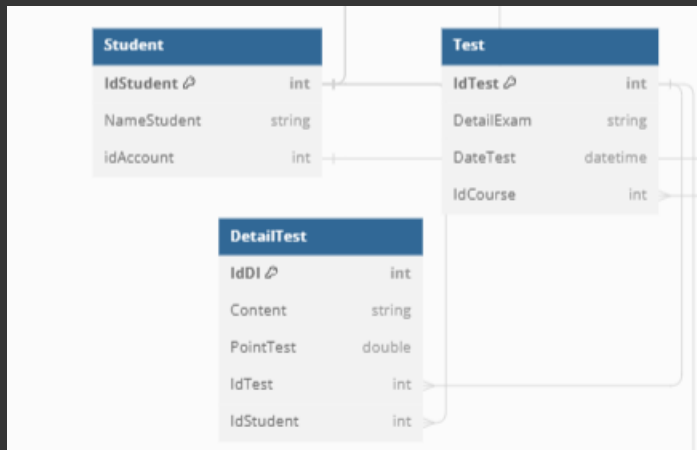 Student
IdStudent int
NameStudent string
idAccount int
Test
IdTest int
DetailExam string
DateTest datetime
IdCourse int
DetailTest
IdDI int
Content string
PointTest double
IdTest int
IdStudent int